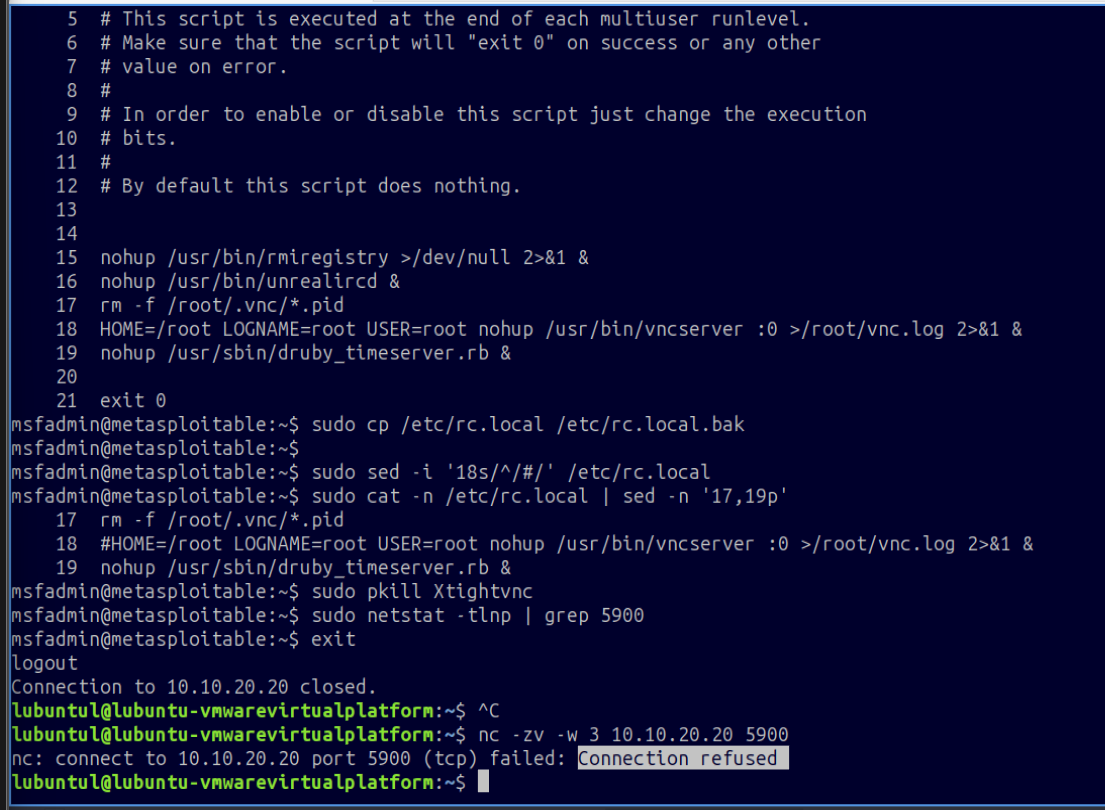 5  # This script is executed at the end of each multiuser runlevel.
6  # Make sure that the script will "exit 0" on success or any other
7  # value on error.
8  #
9  # In order to enable or disable this script just change the execution
10  # bits.
11  #
12  # By default this script does nothing.
13
14
15  nohup /usr/bin/rmiregistry >/dev/null 2>&1 &
16  nohup /usr/bin/unrealircd &
17  rm -f /root/.vnc/*.pid
18  HOME=/root LOGNAME=root USER=root nohup /usr/bin/vncserver :0 >/root/vnc.log 2>&1 &
19  nohup /usr/sbin/druby_timeserver.rb &
20
21  exit 0
msfadmin@metasploitable:~$ sudo cp /etc/rc.local /etc/rc.local.bak
msfadmin@metasploitable:~$
msfadmin@metasploitable:~$ sudo sed -i '18s/^/#/' /etc/rc.local
msfadmin@metasploitable:~$ sudo cat -n /etc/rc.local | sed -n '17,19p'
17  rm -f /root/.vnc/*.pid
18  #HOME=/root LOGNAME=root USER=root nohup /usr/bin/vncserver :0 >/root/vnc.log 2>&1 &
19  nohup /usr/sbin/druby_timeserver.rb &
msfadmin@metasploitable:~$ sudo pkill Xtightvnc
msfadmin@metasploitable:~$ sudo netstat -tlnp | grep 5900
msfadmin@metasploitable:~$ exit
logout
Connection to 10.10.20.20 closed.
lubuntul@lubuntu-vmwarevirtualplatform:~$ ^C
lubuntul@lubuntu-vmwarevirtualplatform:~$ nc -zv -w 3 10.10.20.20 5900
nc: connect to 10.10.20.20 port 5900 (tcp) failed: Connection refused
lubuntul@lubuntu-vmwarevirtualplatform:~$